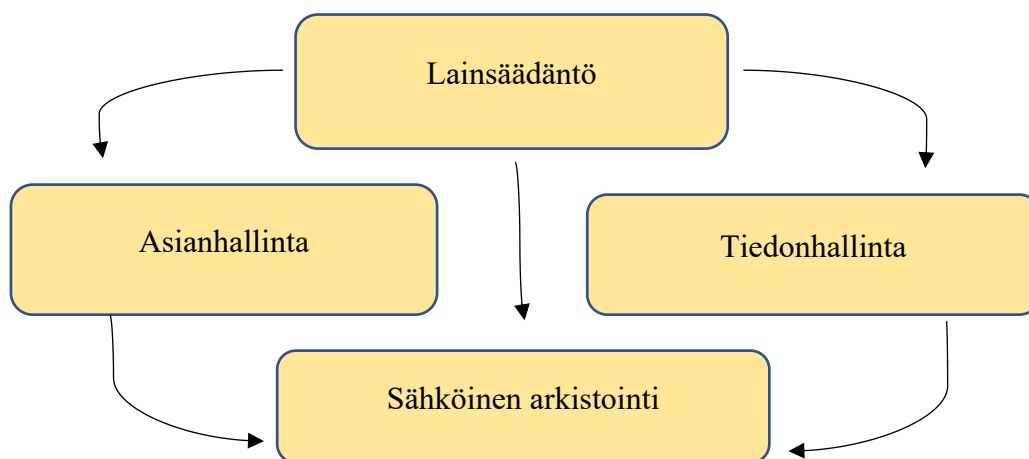 Lainsäädäntö
Asianhallinta
Tiedonhallinta
Sähköinen arkistointi